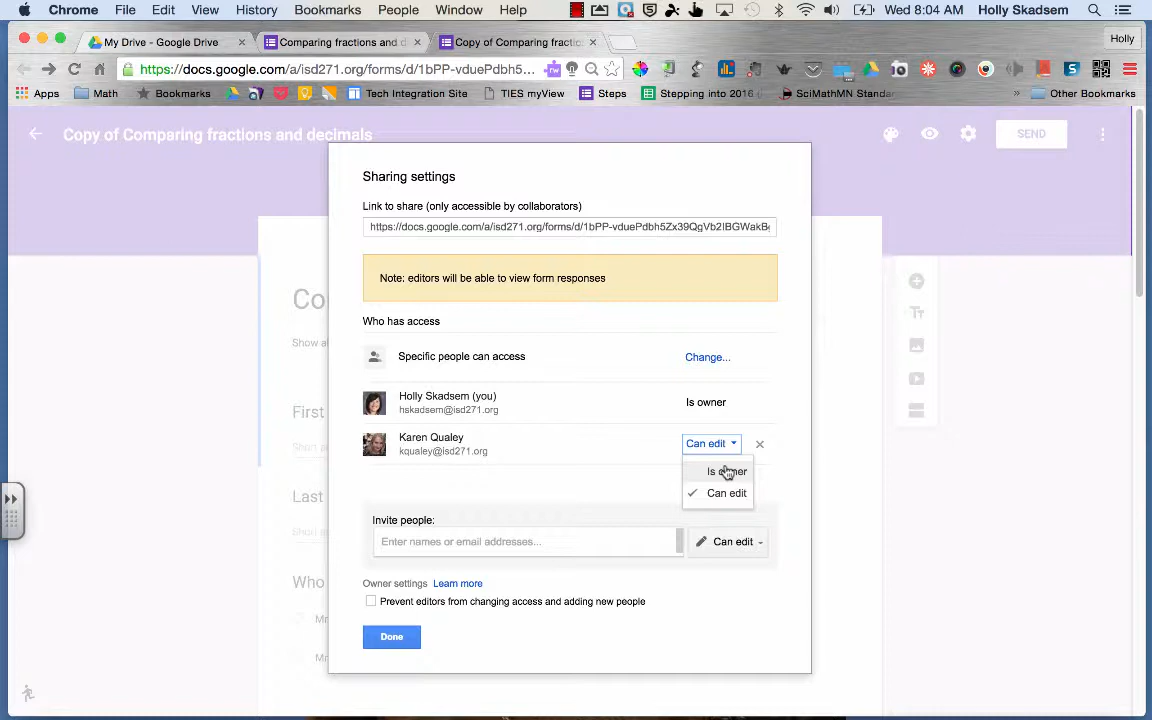 Chrome File Edit View History Bookmarks People Window Help Wed 8:04 AM Holly Skadsem
My Drive - Google Drive Comparing fractions and d Copy of Comparing fractio Holly
https://docs.google.com/a/isd271.org/forms/d/1bPP-vduePdbh5...
Apps Math Bookmarks Tech Integration Site TIES myView Steps Stepping into 2016 ( SciMathMN Standar » Other Bookmarks
Copy of Comparing fractions and decimals SEND
Sharing settings
Link to share (only accessible by collaborators)
https://docs.google.com/a/isd271.org/forms/d/1bPP-vduePdbh5Zx39QgVb2IBGWakB
Note: editors will be able to view form responses
Co
Who has access
Show a
Specific people can access Change...
Holly Skadsem (you) Is owner
hskadsem@isd271.org
First
Karen Qualey Can edit
kqualey@isd271.org
Is owner
Can edit
Last
Invite people:
Enter names or email addresses... Can edit
Who
Owner settings Learn more
Prevent editors from changing access and adding new people
Done